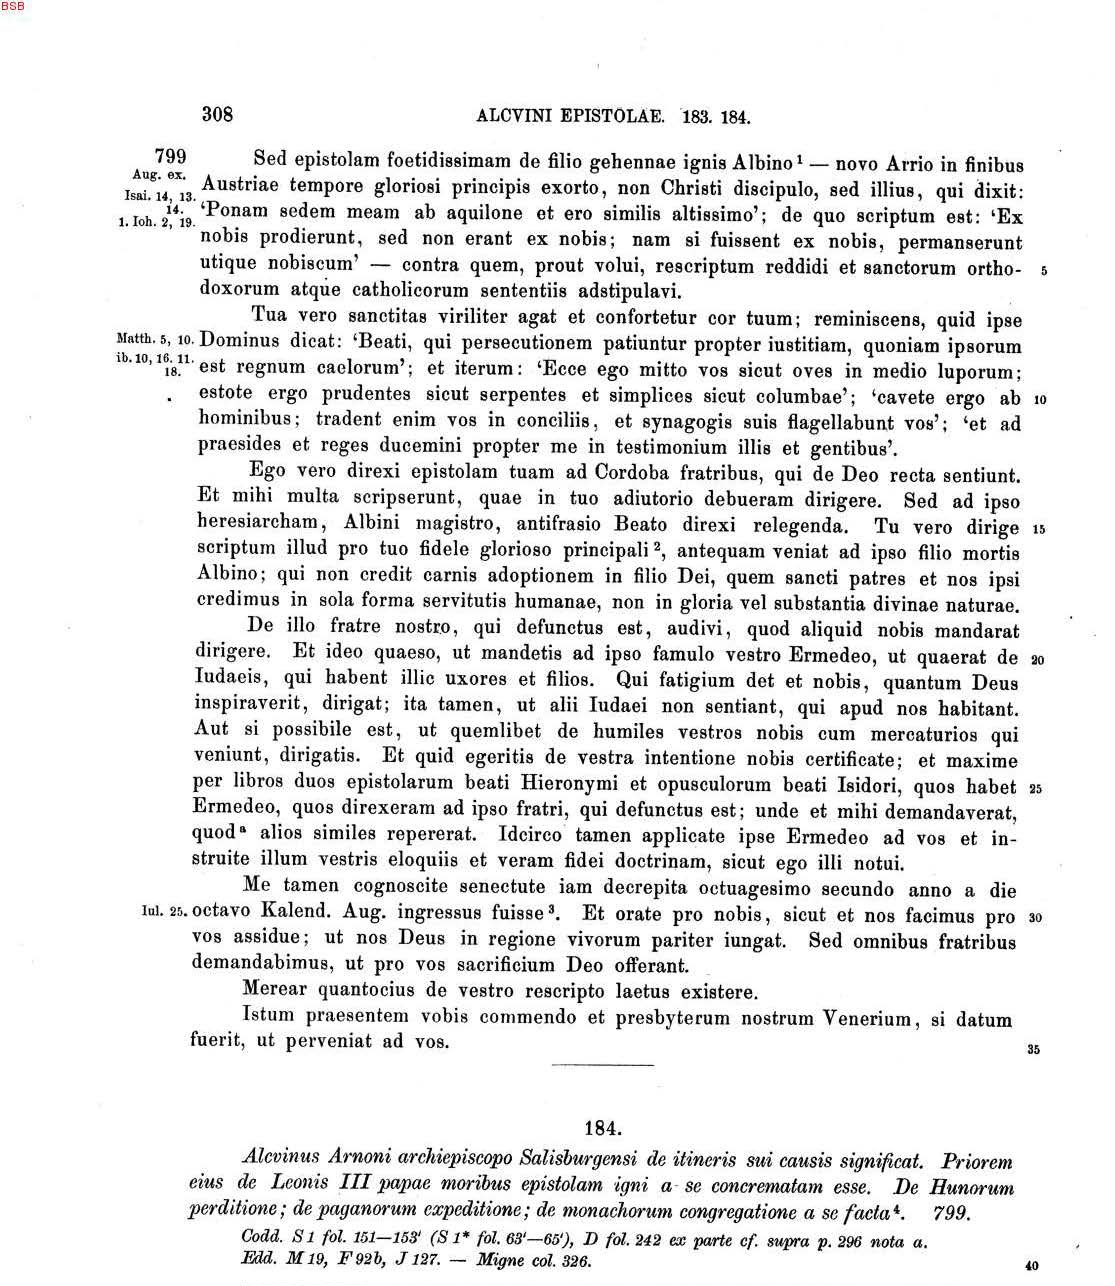 BSB
308 ALCVINI EPISTOLAE. 183. 184.
799 Sed epistolam foetidissimam de filio gehennae ignis Albino¹ — novo Arrio in finibus
Aug. ex.
Isai. 14, 13. Austriae tempore gloriosi principis exorto, non Christi discipulo, sed illius, qui dixit:
14. ‘Ponam sedem meam ab aquilone et ero similis altissimo’; de quo scriptum est: ‘Ex
1. Ioh. 2, 19.
nobis prodierunt, sed non erant ex nobis; nam si fuissent ex nobis, permanserunt
utique nobiscum’ — contra quem, prout volui, rescriptum reddidi et sanctorum ortho- 5
doxorum atque catholicorum sententiis adstipulavi.
Tua vero sanctitas viriliter agat et confortetur cor tuum; reminiscens, quid ipse
Matth. 5, 10. Dominus dicat: ‘Beati, qui persecutionem patiuntur propter iustitiam, quoniam ipsorum
ib. 10, 16. 11. 18. est regnum caelorum’; et iterum: ‘Ecce ego mitto vos sicut oves in medio luporum;
estote ergo prudentes sicut serpentes et simplices sicut columbae’; ‘cavete ergo ab 10
hominibus; tradent enim vos in conciliis, et synagogis suis flagellabunt vos’; ‘et ad
praesides et reges ducemini propter me in testimonium illis et gentibus’.
Ego vero direxi epistolam tuam ad Cordoba fratribus, qui de Deo recta sentiunt.
Et mihi multa scripserunt, quae in tuo adiutorio debueram dirigere. Sed ad ipso
heresiarcham, Albini magistro, antifrasio Beato direxi relegenda. Tu vero dirige 15
scriptum illud pro tuo fidele glorioso principali², antequam veniat ad ipso filio mortis
Albino; qui non credit carnis adoptionem in filio Dei, quem sancti patres et nos ipsi
credimus in sola forma servitutis humanae, non in gloria vel substantia divinae naturae.
De illo fratre nostro, qui defunctus est, audivi, quod aliquid nobis mandarat
dirigere. Et ideo quaeso, ut mandetis ad ipso famulo vestro Ermedeo, ut quaerat de 20
Iudaeis, qui habent illic uxores et filios. Qui fatigium det et nobis, quantum Deus
inspiraverit, dirigat; ita tamen, ut alii Iudaei non sentiant, qui apud nos habitant.
Aut si possibile est, ut quemlibet de humiles vestros nobis cum mercaturios qui
veniunt, dirigatis. Et quid egeritis de vestra intentione nobis certificate; et maxime
per libros duos epistolarum beati Hieronymi et opusculorum beati Isidori, quos habet 25
Ermedeo, quos direxeram ad ipso fratri, qui defunctus est; unde et mihi demandaverat,
quodᵃ alios similes repererat. Idcirco tamen applicate ipse Ermedeo ad vos et in-
struite illum vestris eloquiis et veram fidei doctrinam, sicut ego illi notui.
Me tamen cognoscite senectute iam decrepita octuagesimo secundo anno a die
Iul. 25. octavo Kalend. Aug. ingressus fuisse³. Et orate pro nobis, sicut et nos facimus pro 30
vos assidue; ut nos Deus in regione vivorum pariter iungat. Sed omnibus fratribus
demandabimus, ut pro vos sacrificium Deo offerant.
Merear quantocius de vestro rescripto laetus existere.
Istum praesentem vobis commendo et presbyterum nostrum Venerium, si datum
fuerit, ut perveniat ad vos.
35
184.
Alcvinus Arnoni archiepiscopo Salisburgensi de itineris sui causis significat. Priorem
eius de Leonis III papae moribus epistolam igni a se concrematam esse. De Hunorum
perditione; de paganorum expeditione; de monachorum congregatione a se facta⁴. 799.
Codd. S 1 fol. 151—153′ (S 1* fol. 63′—65′), D fol. 242 ex parte cf. supra p. 296 nota a.
Edd. M 19, F 92b, J 127. — Migne col. 326. 40